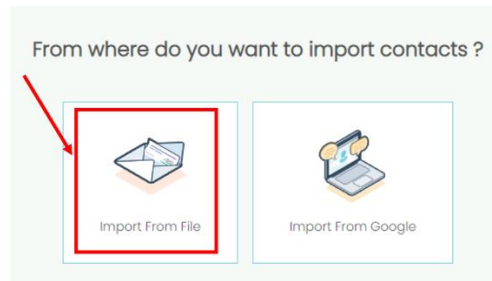 From where do you want to import contacts ?
Import From File
Import From Google